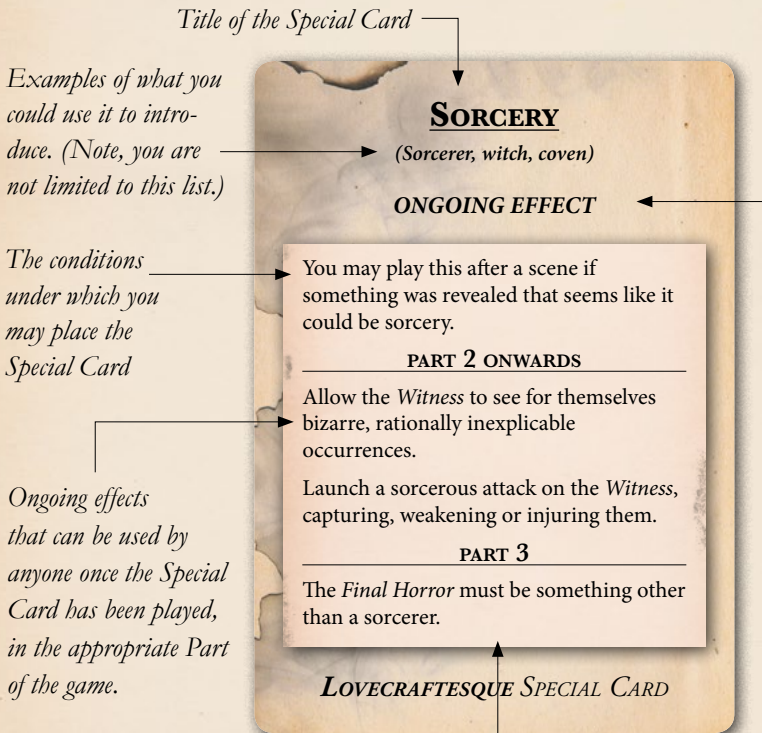 Title of the Special Card
Examples of what you
could use it to intro-
duce. (Note, you are
not limited to this list.)
The conditions
under which you
may place the
Special Card
Ongoing effects
that can be used by
anyone once the Special
Card has been played,
in the appropriate Part
of the game.
SORCERY
(Sorcerer, witch, coven)
ONGOING EFFECT
You may play this after a scene if
something was revealed that seems like it
could be sorcery.
PART 2 ONWARDS
Allow the Witness to see for themselves
bizarre, rationally inexplicable
occurrences.
Launch a sorcerous attack on the Witness,
capturing, weakening or injuring them.
PART 3
The Final Horror must be something other
than a sorcerer.
LOVECRAFTESQUE SPECIAL CARD